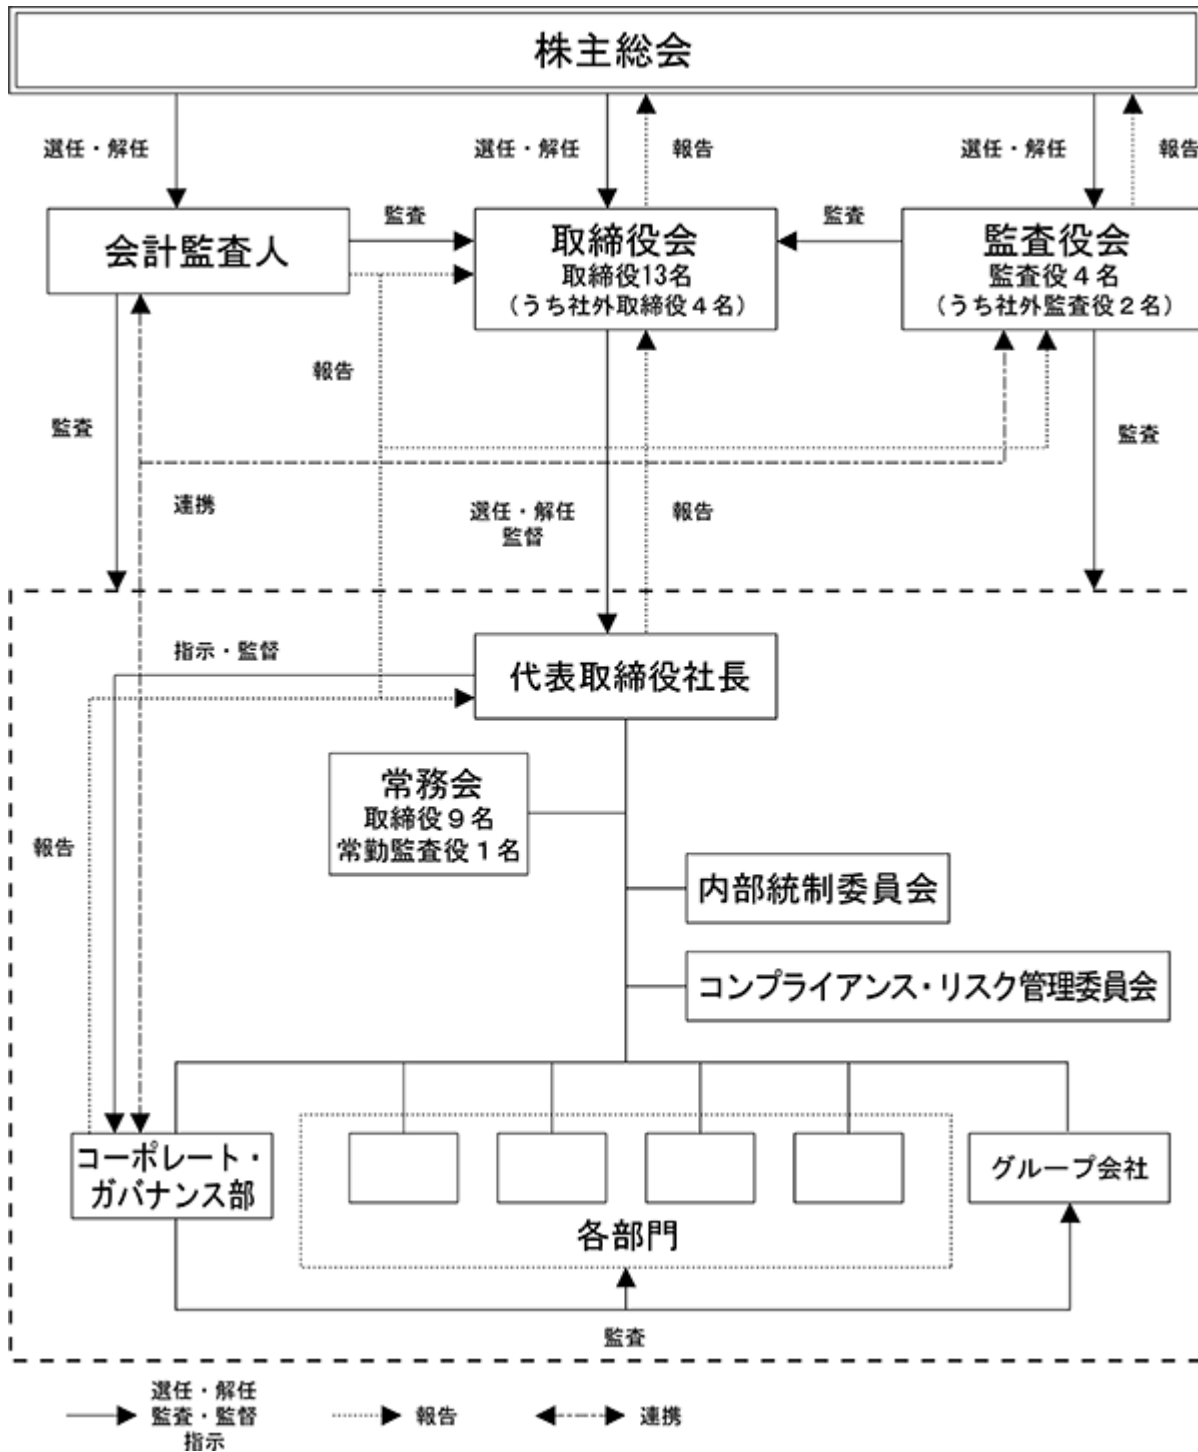 株主総会
選任・解任
選任・解任
報告
選任・解任
報告
会計監査人
監査
取締役会
取締役13名
(うち社外取締役４名)
監査
監査役会
監査役４名
(うち社外監査役２名)
報告
監査
監査
連携
選任・解任
監督
報告
指示・監督
代表取締役社長
常務会
取締役９名
常勤監査役１名
報告
内部統制委員会
コンプライアンス・リスク管理委員会
コーポレート・
ガバナンス部
グループ会社
各部門
監査
選任・解任
監査・監督
指示
報告
連携